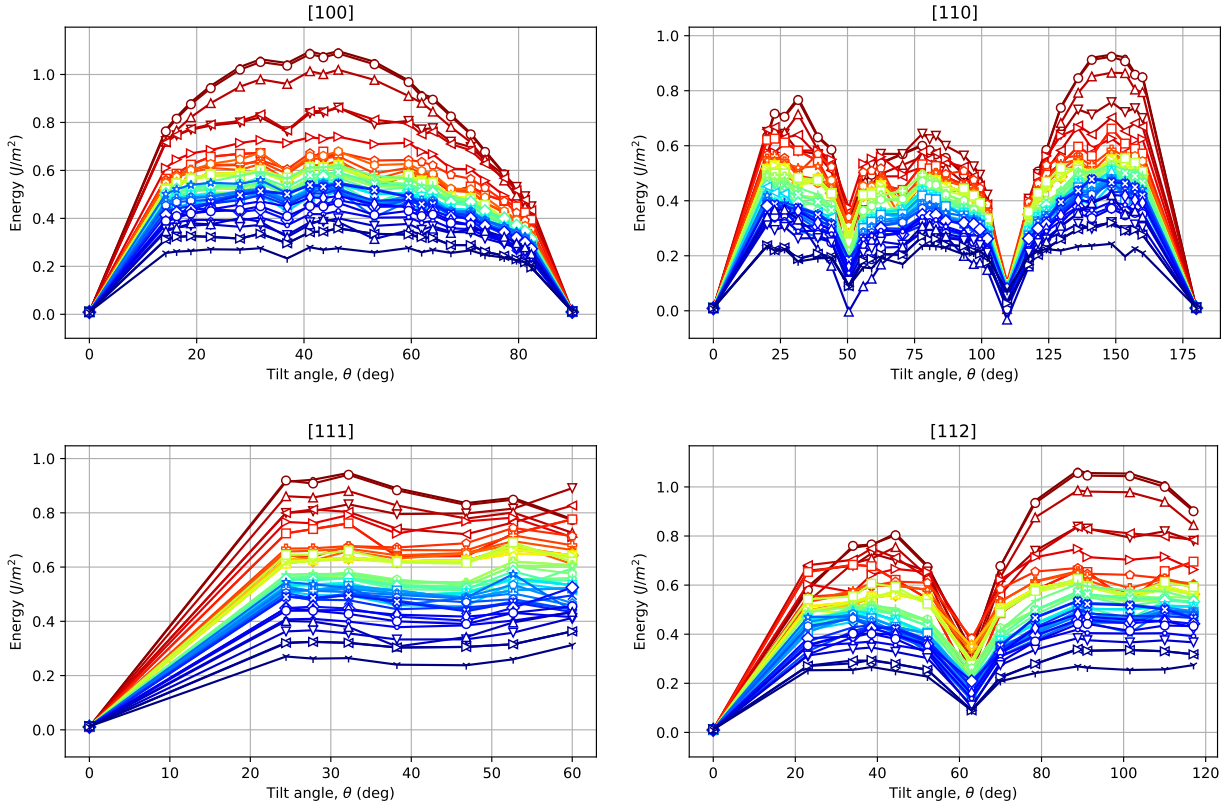 [100]
Energy (J/m²)
1.0
0.8
0.6
0.4
0.2
0.0
0 20 40 60 80
Tilt angle, θ (deg)
[110]
Energy (J/m²)
1.0
0.8
0.6
0.4
0.2
0.0
0 25 50 75 100 125 150 175
Tilt angle, θ (deg)
[111]
Energy (J/m²)
1.0
0.8
0.6
0.4
0.2
0.0
0 10 20 30 40 50 60
Tilt angle, θ (deg)
[112]
Energy (J/m²)
1.0
0.8
0.6
0.4
0.2
0.0
0 20 40 60 80 100 120
Tilt angle, θ (deg)